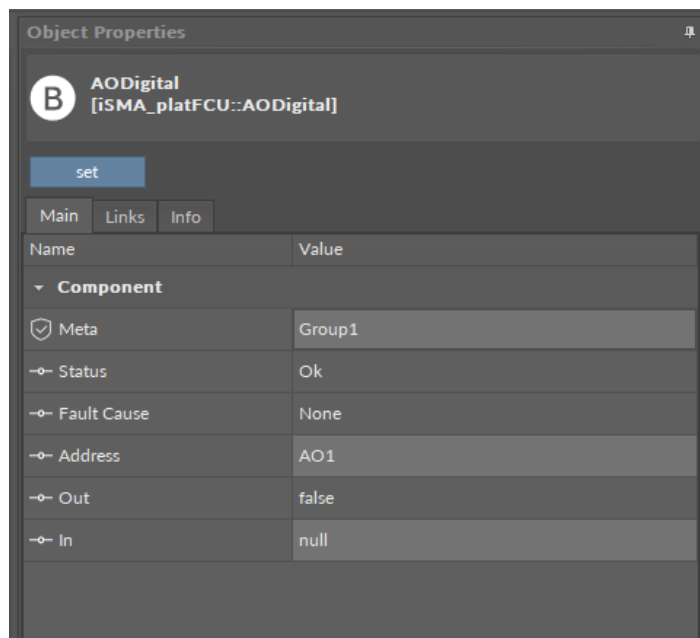 Object Properties
B
AODigital
[iSMA_platFCU::AODigital]
set
Main Links Info
Name Value
Component
Meta Group1
Status Ok
Fault Cause None
Address AO1
Out false
In null